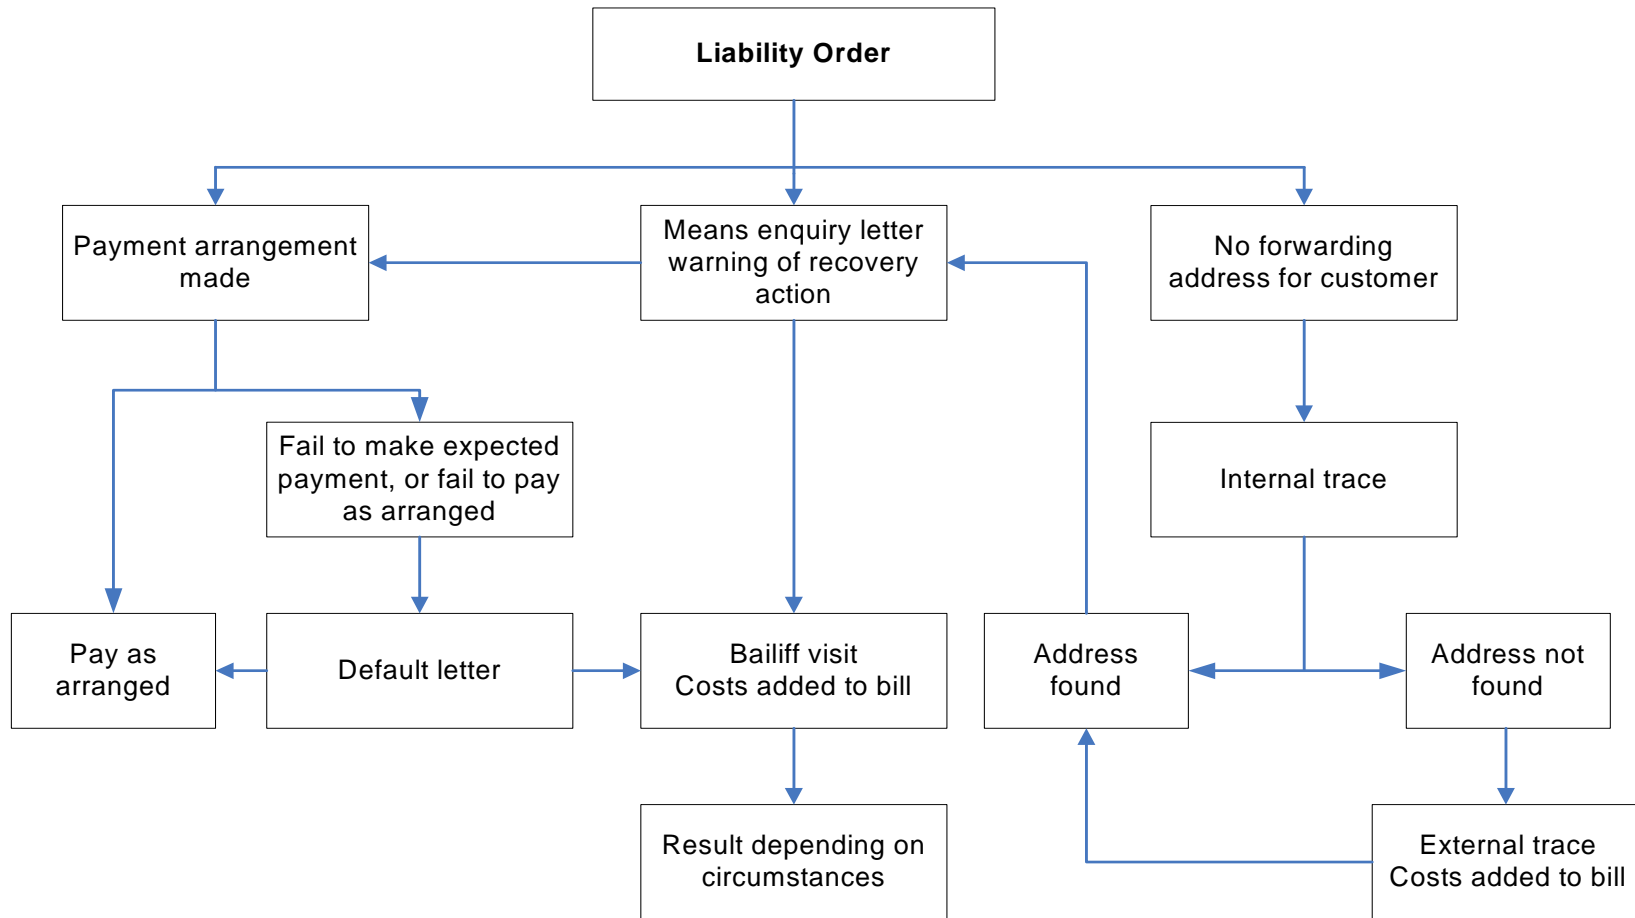 Liability Order
Payment arrangement
made
Means enquiry letter
warning of recovery
action
No forwarding
address for customer
Fail to make expected
payment, or fail to pay
as arranged
Internal trace
Pay as
arranged
Default letter
Bailiff visit
Costs added to bill
Address
found
Address not
found
Result depending on
circumstances
External trace
Costs added to bill